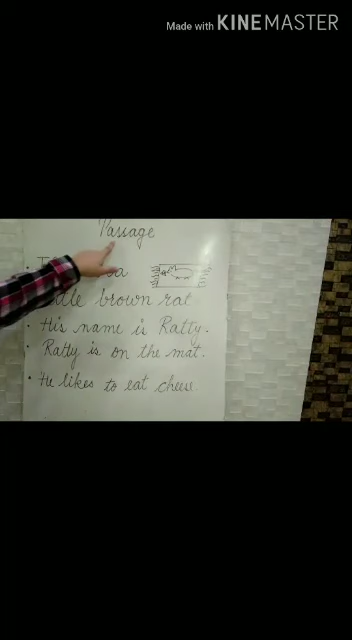 Made with KINEMASTER
Passage
a
little brown rat
• His name is Ratty.
• Ratty is on the mat.
• He likes to eat cheese.